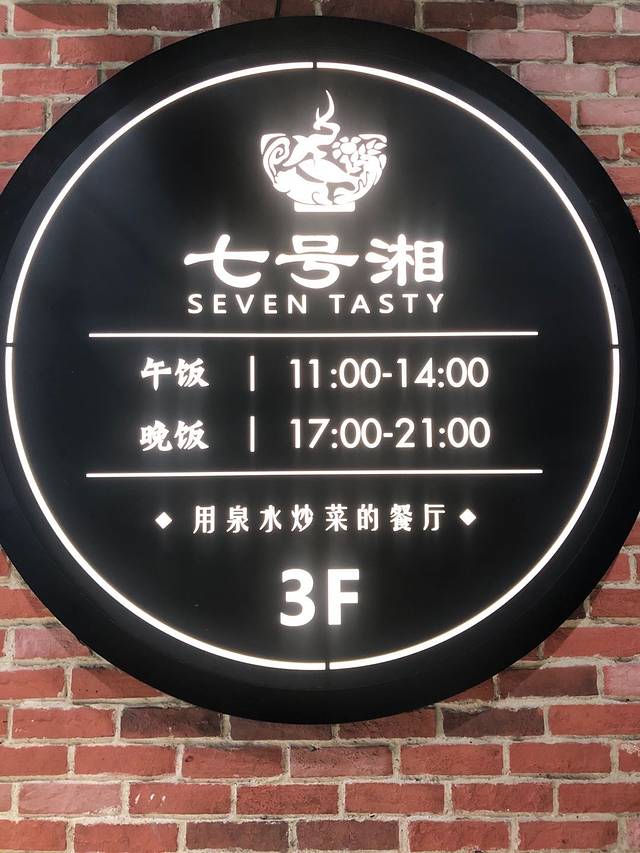 七号湘
SEVEN TASTY
午饭 | 11:00-14:00
晚饭 | 17:00-21:00
◆ 用泉水炒菜的餐厅 ◆
3F